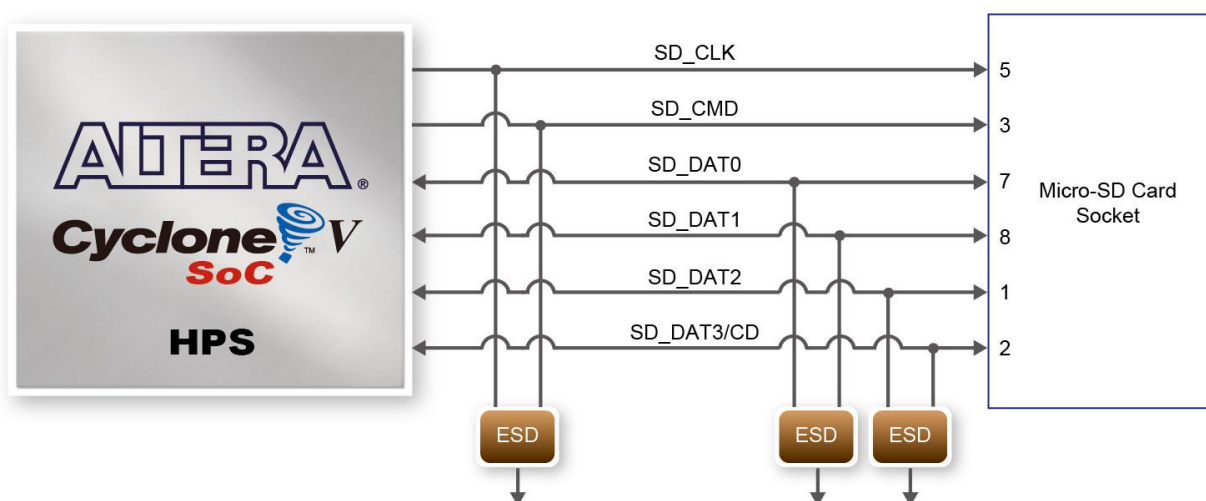 SD_CLK
5
SD_CMD
3
ALTERA®
SD_DAT0
7
Micro-SD Card
Socket
Cyclone™ V
SoC
SD_DAT1
8
SD_DAT2
1
HPS
SD_DAT3/CD
2
ESD
ESD
ESD